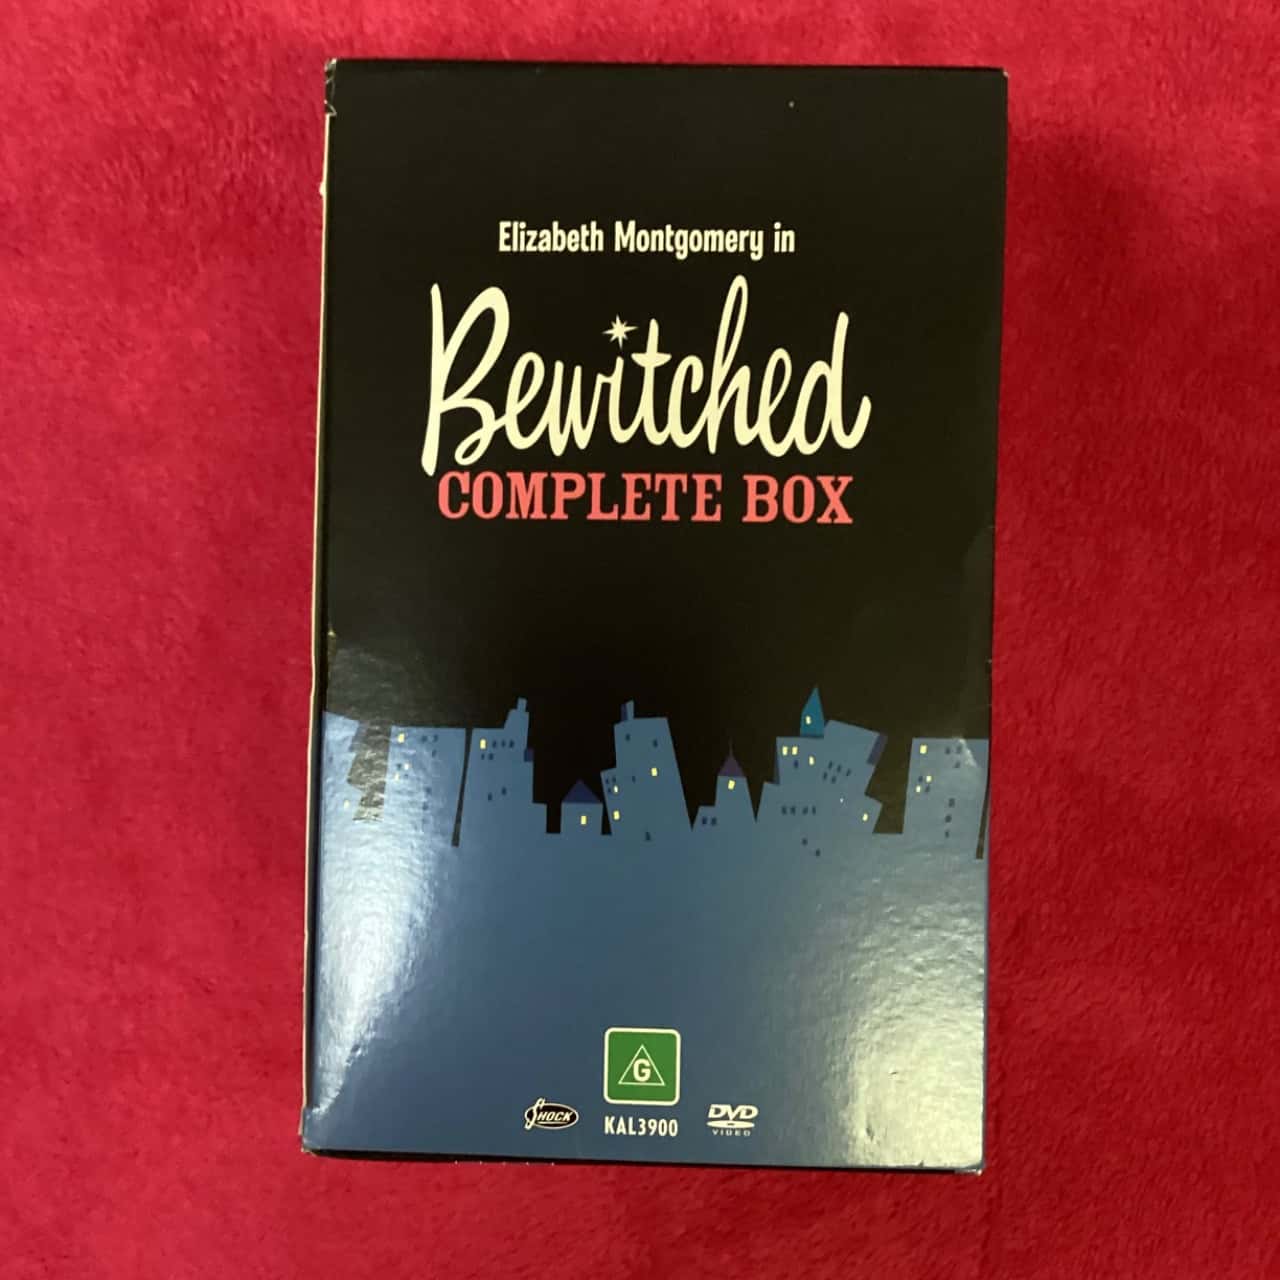 Elizabeth Montgomery in
Bewitched
COMPLETE BOX
G
SHOCK
KAL3900
DVD
VIDEO